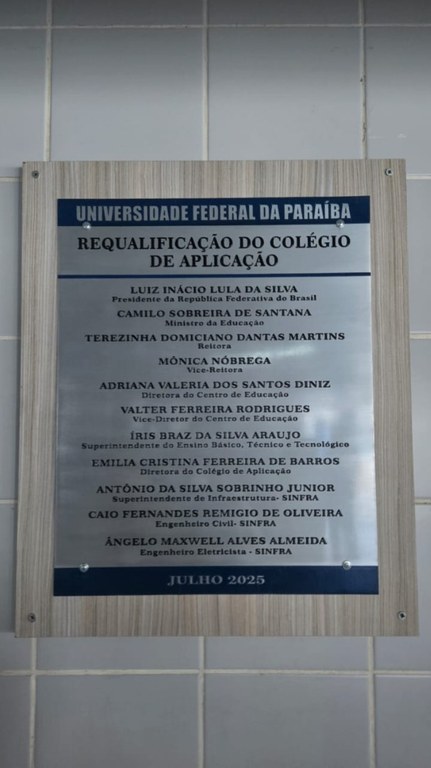 UNIVERSIDADE FEDERAL DA PARAÍBA
REQUALIFICAÇÃO DO COLÉGIO
DE APLICAÇÃO
LUIZ INÁCIO LULA DA SILVA
Presidente da República Federativa do Brasil
CAMILO SOBREIRA DE SANTANA
Ministro da Educação
TEREZINHA DOMICIANO DANTAS MARTINS
Reitora
MÔNICA NÓBREGA
Vice-Reitora
ADRIANA VALERIA DOS SANTOS DINIZ
Diretora do Centro de Educação
VALTER FERREIRA RODRIGUES
Vice-Diretor do Centro de Educação
ÍRIS BRAZ DA SILVA ARAUJO
Superintendente do Ensino Básico, Técnico e Tecnológico
EMILIA CRISTINA FERREIRA DE BARROS
Diretora do Colégio de Aplicação
ANTÔNIO DA SILVA SOBRINHO JUNIOR
Superintendente de Infraestrutura- SINFRA
CAIO FERNANDES REMIGIO DE OLIVEIRA
Engenheiro Civil- SINFRA
ÂNGELO MAXWELL ALVES ALMEIDA
Engenheiro Eletricista - SINFRA
JULHO 2025